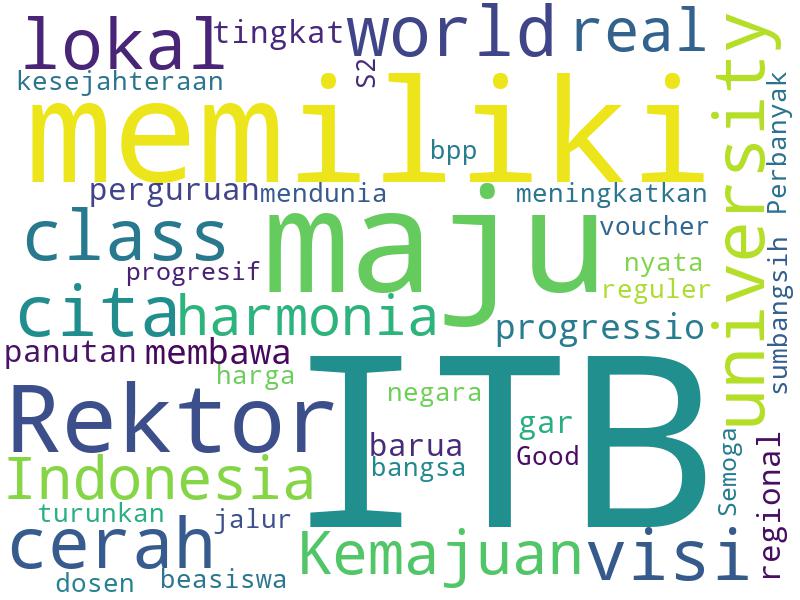 lokal
tingkat
world
real
kesejahteraan
S2
memiliki
bpp
university
Perbanyak
perguruan
mendunia
meningkatkan
class
maju
voucher
progresif
nyata
reguler
cita
harmonia
progressio
sumbangsih
panutan
membawa
harga
ITB
negara
Rektor
gar
barua
Good
bangsa
Indonesia
Semoga
regional
turunkan
jalur
cerah
Kemajuan
visi
dosen
beasiswa